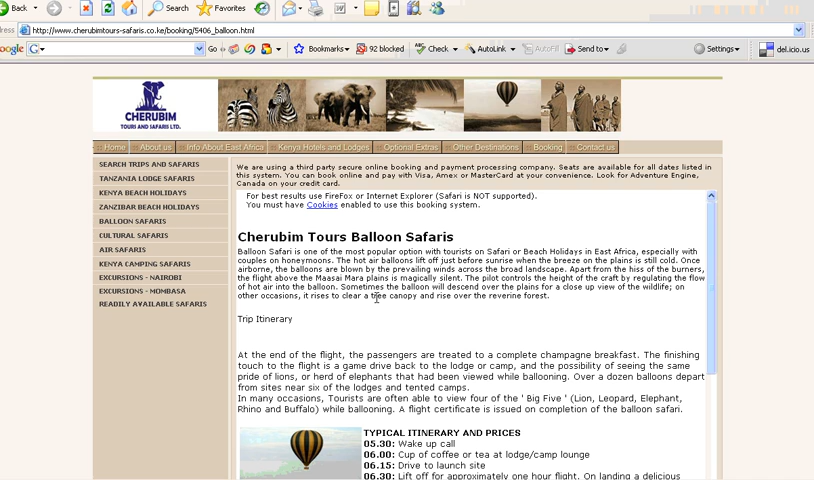 Back
Search
Favorites
http://www.cherubimtours-safaris.co.ke/booking/5406_balloon.html
G
Go
Bookmarks
92 blocked
Check
AutoLink
AutoFill
Send to
Settings
del.icio.us
CHERUBIM
TOURS AND SAFARIS LTD.
:: Home
:: About us
:: Info About East Africa
:: Kenya Hotels and Lodges
:: Optional Extras
:: Other Destinations
:: Booking
:: Contact us
SEARCH TRIPS AND SAFARIS
TANZANIA LODGE SAFARIS
KENYA BEACH HOLIDAYS
ZANZIBAR BEACH HOLIDAYS
BALLOON SAFARIS
CULTURAL SAFARIS
AIR SAFARIS
KENYA CAMPING SAFARIS
EXCURSIONS - NAIROBI
EXCURSIONS - MOMBASA
READILY AVAILABLE SAFARIS
We are using a third party secure online booking and payment processing company. Seats are available for all dates listed in
this system. You can book online and pay with Visa, Amex or MasterCard at your convenience. Look for Adventure Engine,
Canada on your credit card.
For best results use FireFox or Internet Explorer (Safari is NOT supported).
You must have Cookies enabled to use this booking system.
Cherubim Tours Balloon Safaris
Balloon Safari is one of the most popular option with tourists on Safari or Beach Holidays in East Africa, especially with
couples on honeymoons. The hot air balloons lift off just before sunrise when the breeze on the plains is still cold. Once
airborne, the balloons are blown by the prevailing winds across the broad landscape. Apart from the hiss of the burners,
the flight above the Maasai Mara plains is magically silent. The pilot controls the height of the craft by regulating the flow
of hot air into the balloon. Sometimes the balloon will descend over the plains for a close up view of the wildlife; on
other occasions, it rises to clear a tree canopy and rise over the reverine forest.
Trip Itinerary
At the end of the flight, the passengers are treated to a complete champagne breakfast. The finishing
touch to the flight is a game drive back to the lodge or camp, and the possibility of seeing the same
pride of lions, or herd of elephants that had been viewed while ballooning. Over a dozen balloons depart
from sites near six of the lodges and tented camps.
In many occasions, Tourists are often able to view four of the ' Big Five ' (Lion, Leopard, Elephant,
Rhino and Buffalo) while ballooning. A flight certificate is issued on completion of the balloon safari.
TYPICAL ITINERARY AND PRICES
05.30: Wake up call
06.00: Cup of coffee or tea at lodge/camp lounge
06.15: Drive to launch site
06.30: Lift off for approximately one hour flight. On landing a delicious